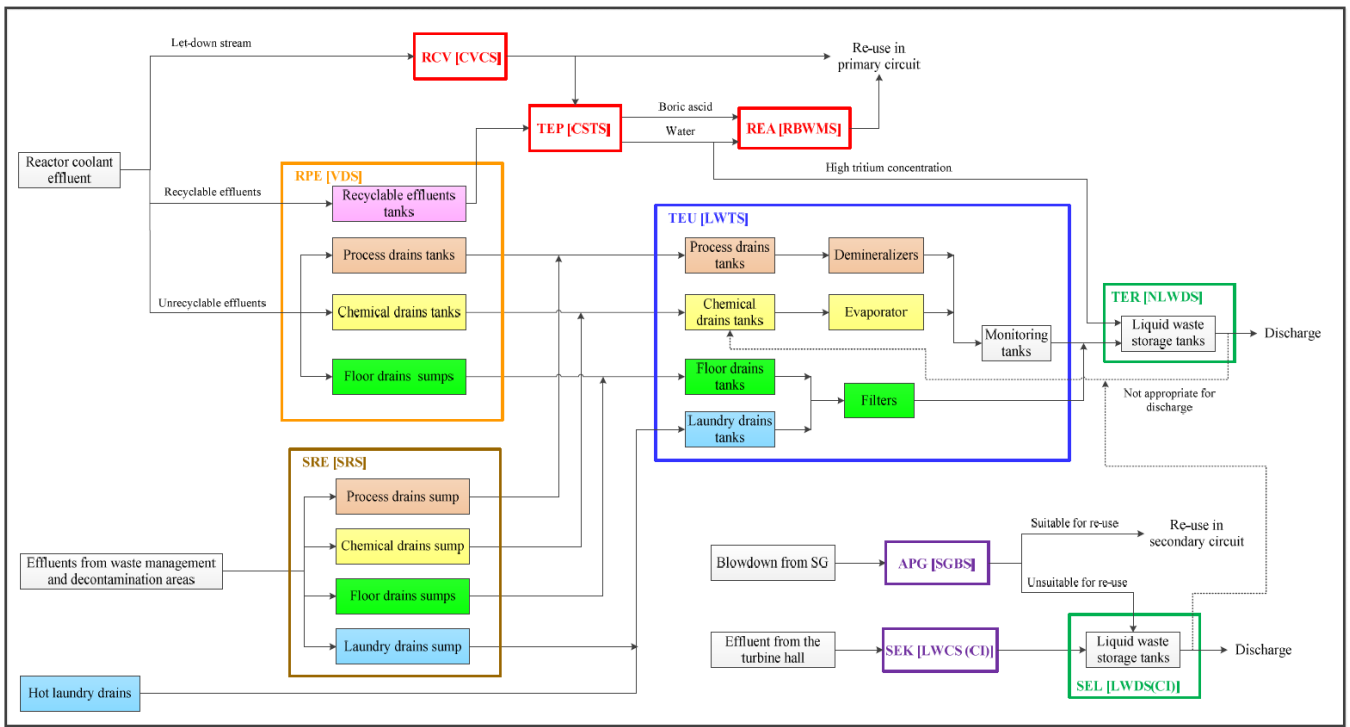 Let-down stream
RCV [CVCS]
Re-use in
primary circuit
TEP [CSTS]
Boric ascid
Water
REA [RBWMS]
Reactor coolant
effluent
High tritium concentration
RPE [VDS]
Recyclable effluents
Recyclable effluents
tanks
TEU [LWTS]
Process drains tanks
Process drains
tanks
Demineralizers
Unrecyclable effluents
Chemical drains tanks
Chemical
drains tanks
Evaporator
TER [NLWDS]
Liquid waste
storage tanks
Discharge
Monitoring
tanks
Floor drains  sumps
Floor drains
tanks
Filters
Not appropriate for
discharge
Laundry drains
tanks
SRE [SRS]
Process drains sump
Chemical drains sump
Effluents from waste management
and decontamination areas
Floor drains sumps
Laundry drains sump
Hot laundry drains
Blowdown from SG
APG [SGBS]
Suitable for re-use
Re-use in
secondary circuit
Unsuitable for re-use
Effluent from the
turbine hall
SEK [LWCS (CI)]
Liquid waste
storage tanks
Discharge
SEL [LWDS(CI)]